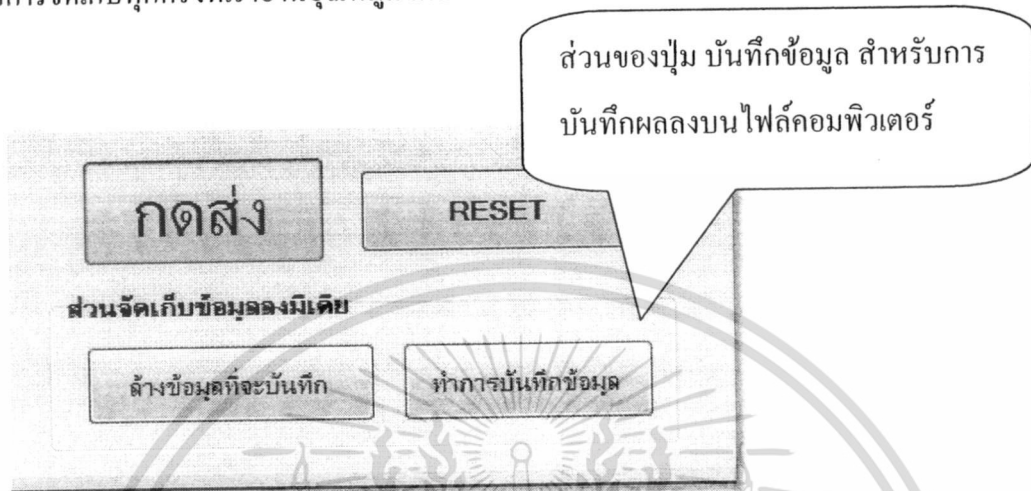 ส่วนของปุ่ม บันทึกข้อมูล สำหรับการ
บันทึกผลลงบนไฟล์คอมพิวเตอร์
กดส่ง
RESET
ส่วนจัดเก็บข้อมูลลงมีเดีย
ล้างข้อมูลที่จะบันทึก
ทำการบันทึกข้อมูล